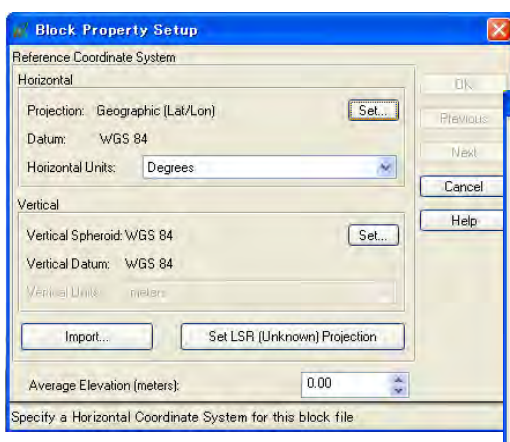 Block Property Setup
Reference Coordinate System
Horizontal
Projection: Geographic (Lat/Lon)
Set...
Datum: WGS 84
Horizontal Units: Degrees
Vertical
Vertical Spheroid: WGS 84
Set...
Vertical Datum: WGS 84
Vertical Units: meters
Import...
Set LSR (Unknown) Projection
Average Elevation (meters): 0.00
OK
Previous
Next
Cancel
Help
Specify a Horizontal Coordinate System for this block file